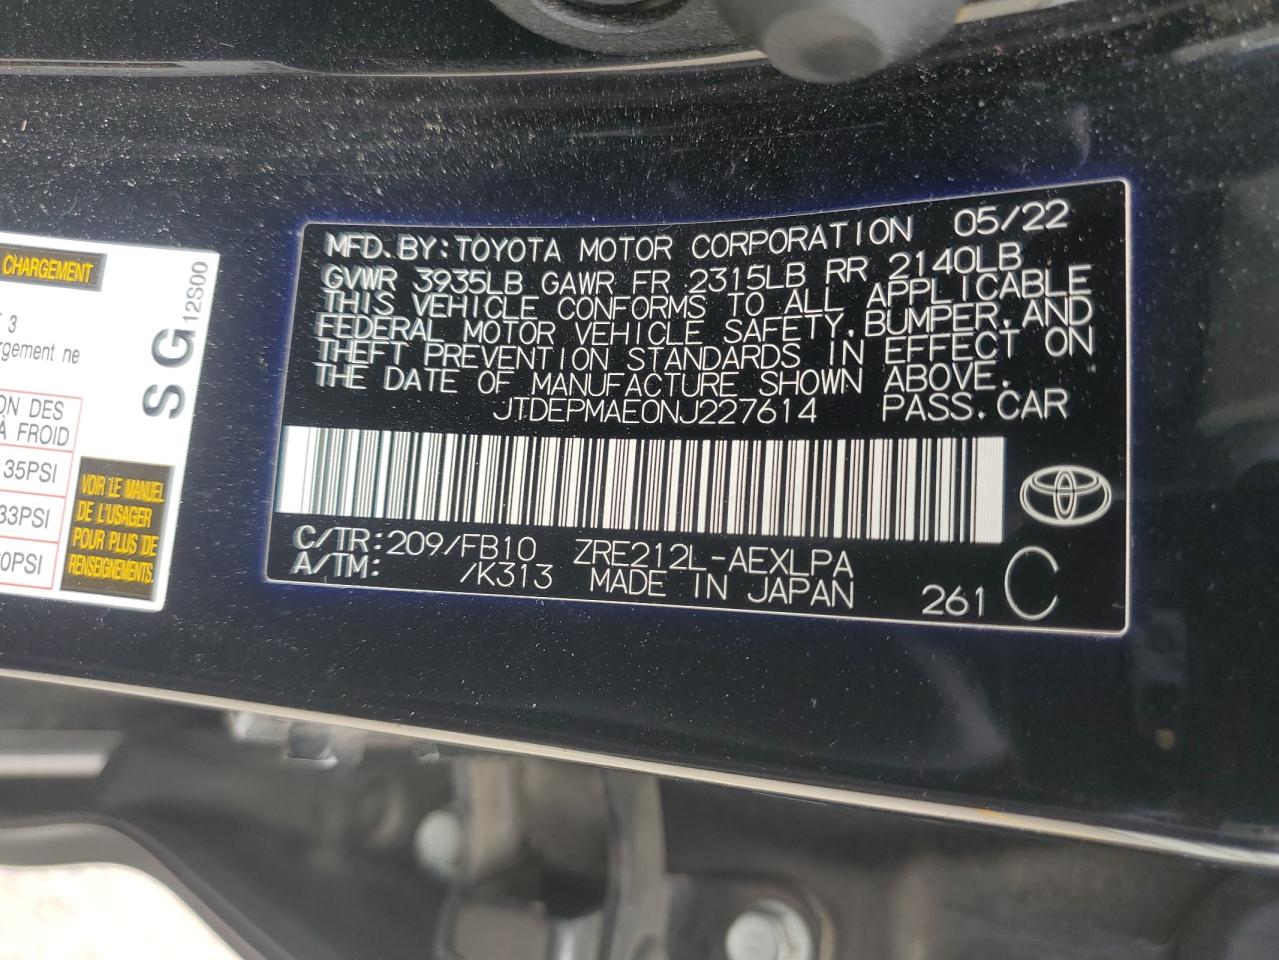 CHARGEMENT
3
rgement ne
SG
12S00
ON DES
À FROID
35PSI
33PSI
0PSI
VOIR LE MANUEL
DE L'USAGER
POUR PLUS DE
RENSEIGNEMENTS.
MFD.BY:TOYOTA MOTOR CORPORATION 05/22
GVWR 3935LB GAWR FR 2315LB RR 2140LB
THIS VEHICLE CONFORMS TO ALL APPLICABLE
FEDERAL MOTOR VEHICLE SAFETY,BUMPER,AND
THEFT PREVENTION STANDARDS IN EFFECT ON
THE DATE OF MANUFACTURE SHOWN ABOVE.
JTDEPMAE0NJ227614 PASS.CAR
C/TR:209/FB10 ZRE212L-AEXLPA
A/TM: /K313 MADE IN JAPAN 261 C